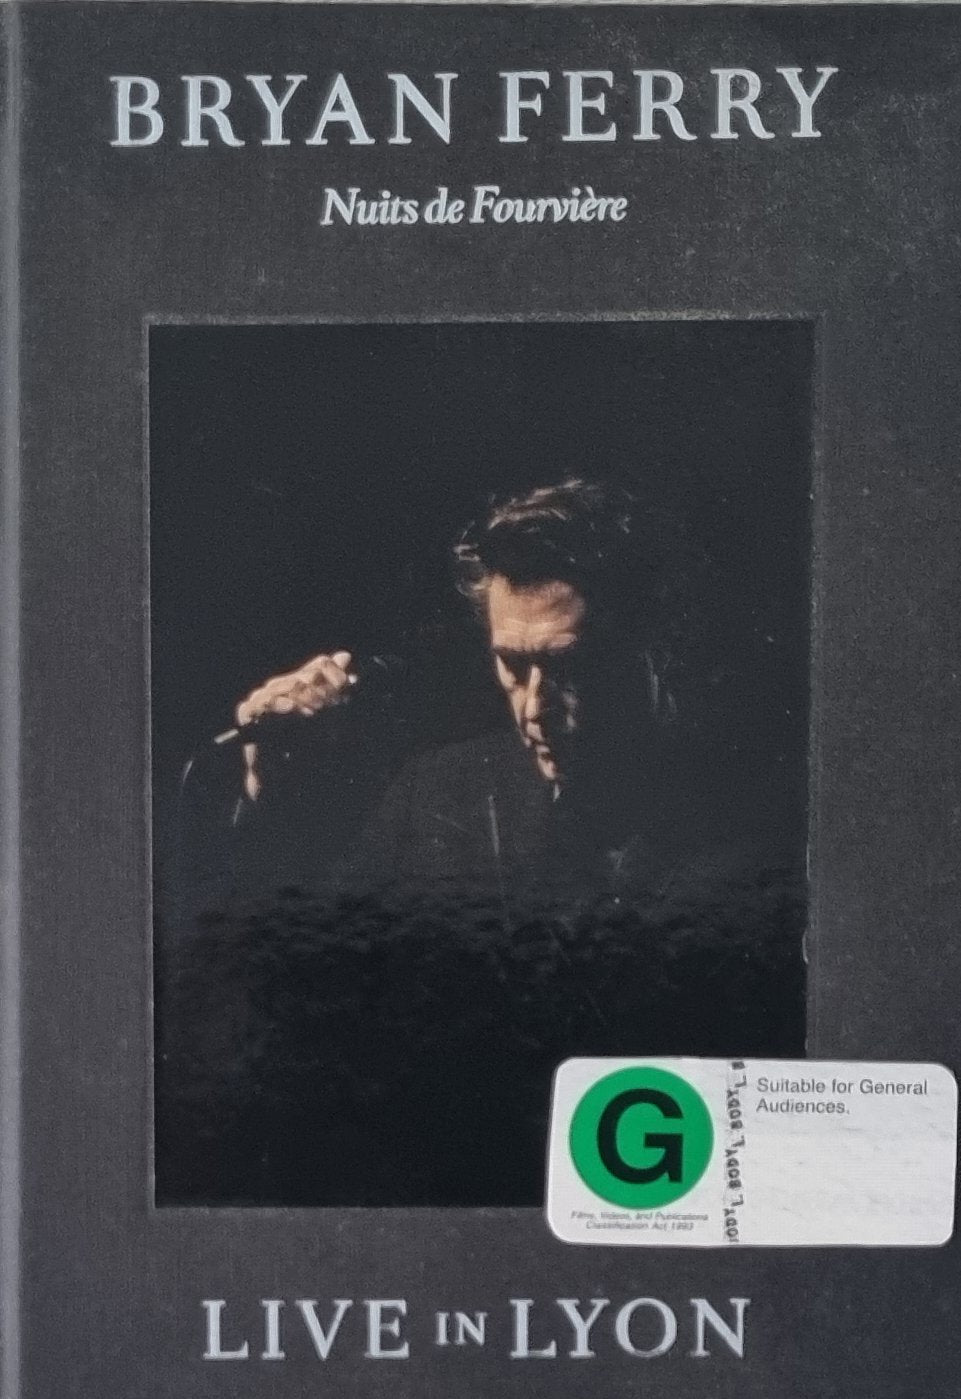 BRYAN FERRY
Nuits de Fourvière
G
Films, Videos, and Publications
Classification Act 1993
Suitable for General
Audiences.
LIVE IN LYON